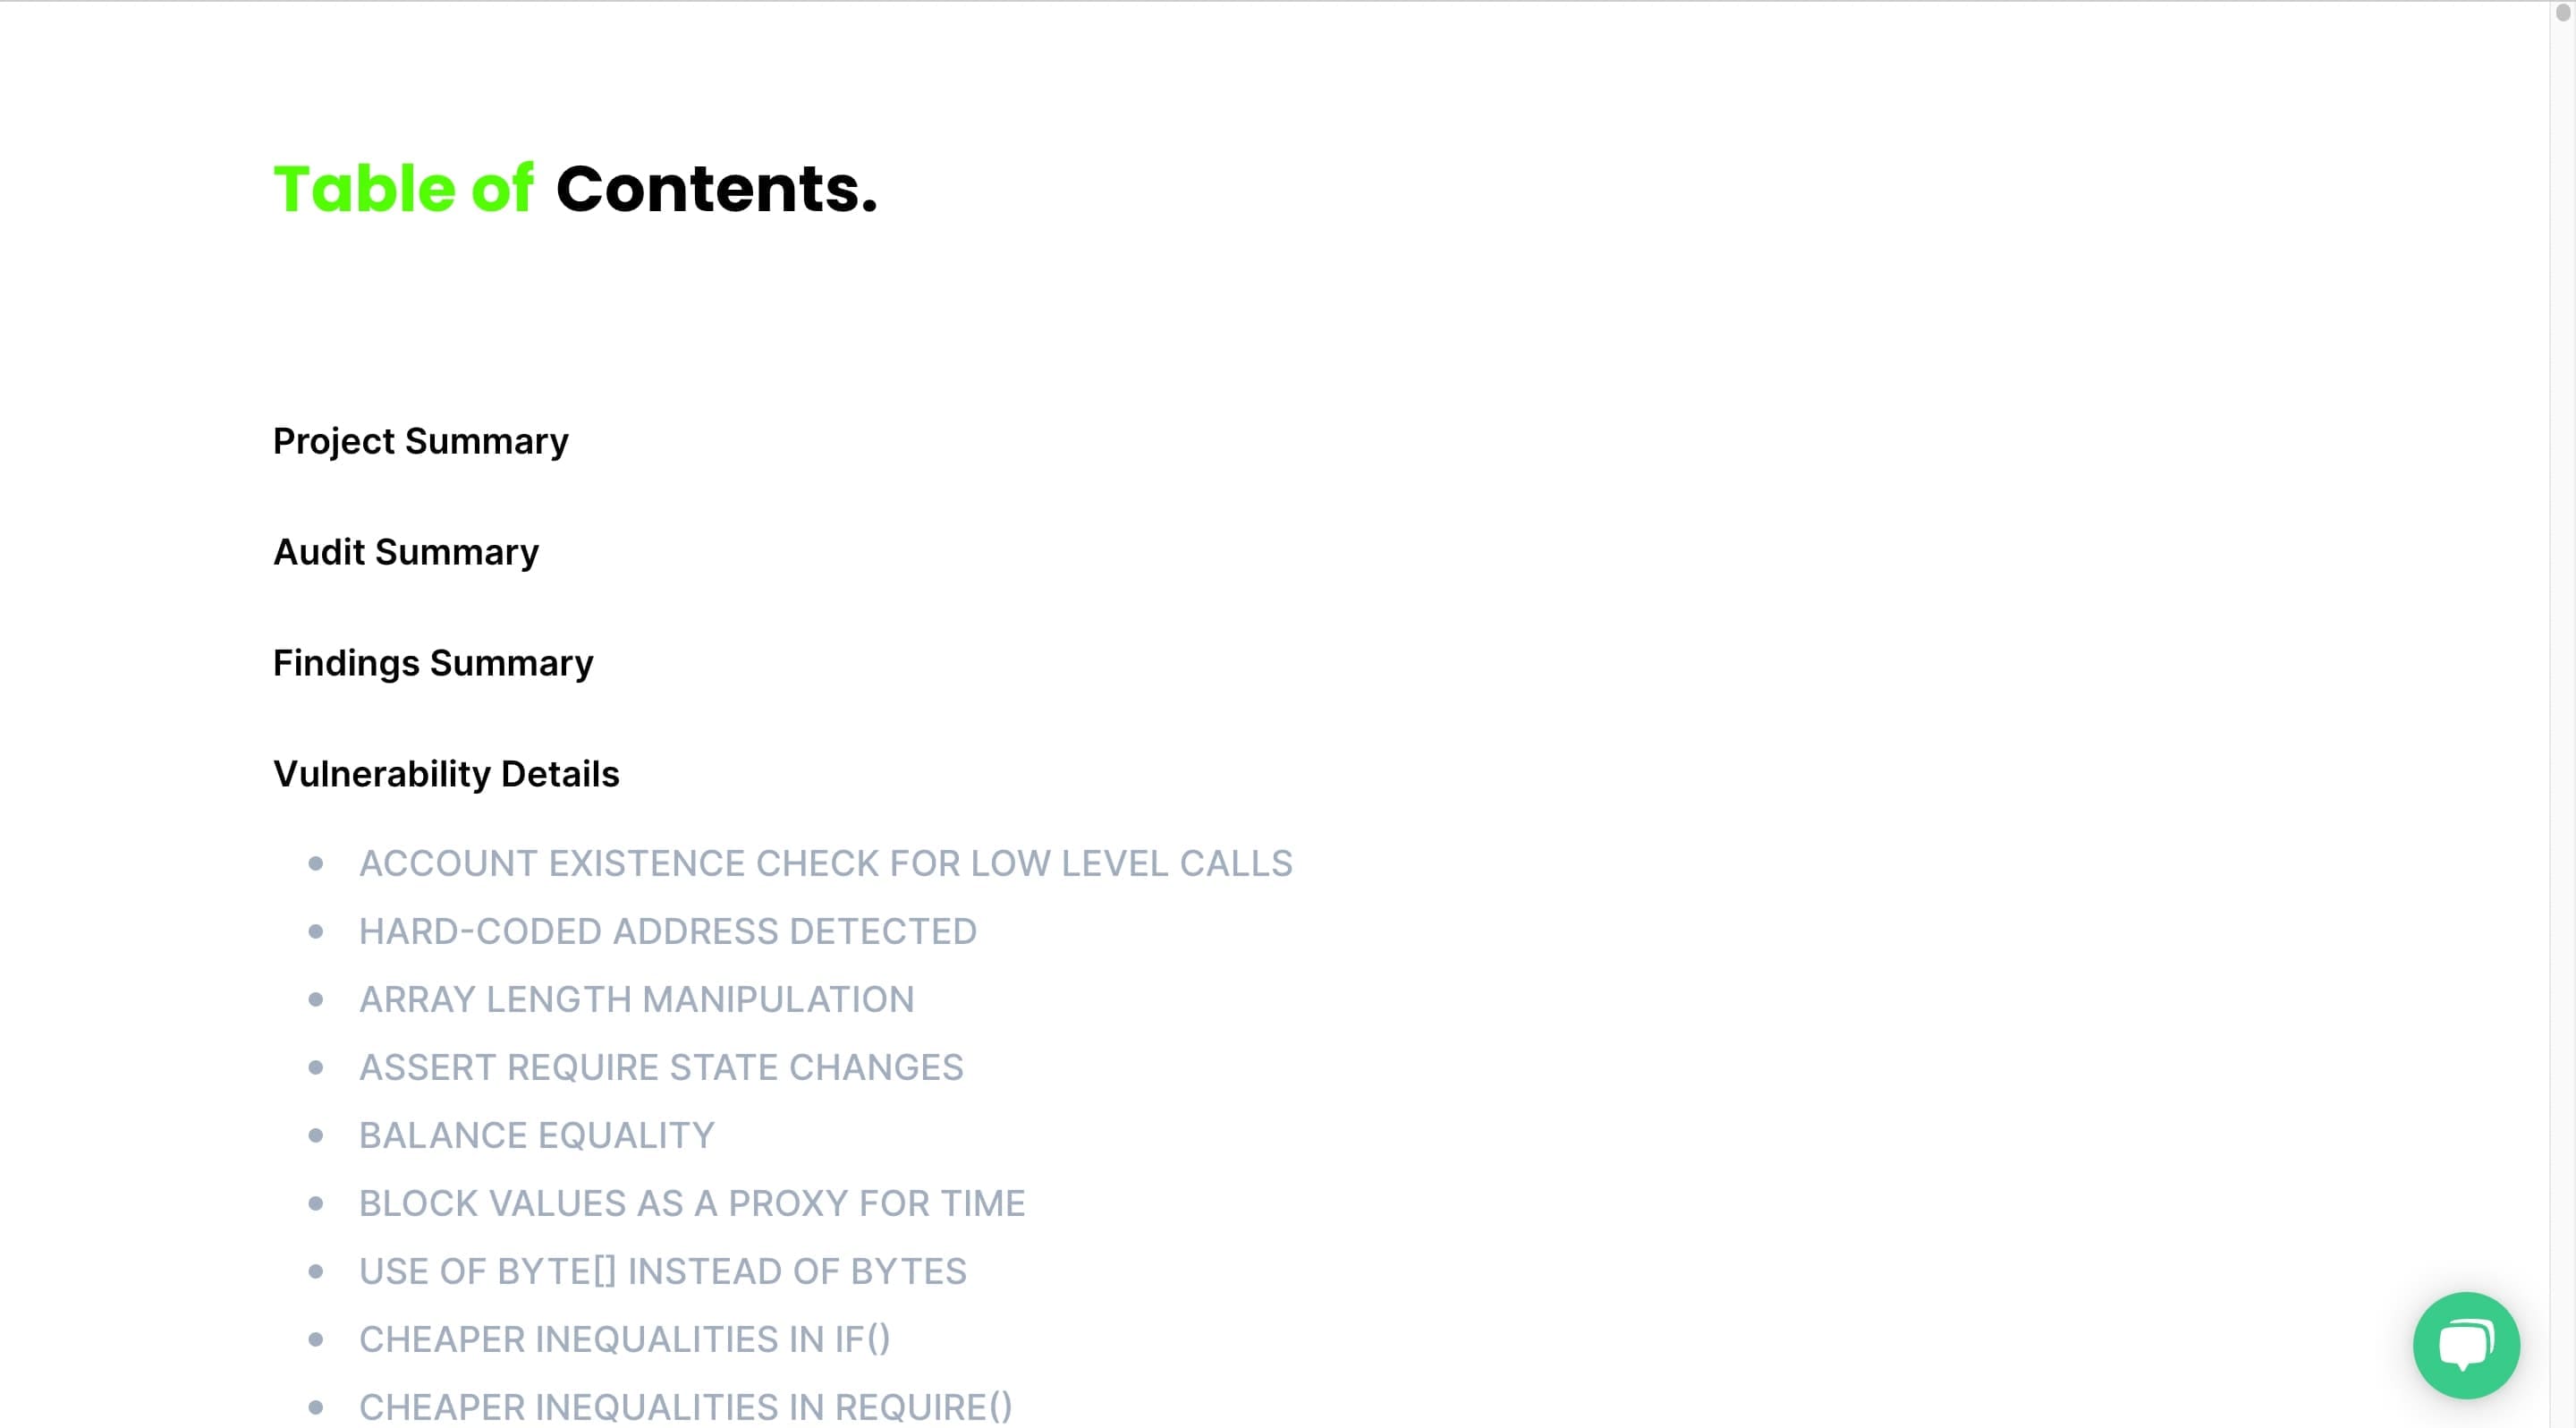 Table of Contents.
Project Summary
Audit Summary
Findings Summary
Vulnerability Details
ACCOUNT EXISTENCE CHECK FOR LOW LEVEL CALLS
HARD-CODED ADDRESS DETECTED
ARRAY LENGTH MANIPULATION
ASSERT REQUIRE STATE CHANGES
BALANCE EQUALITY
BLOCK VALUES AS A PROXY FOR TIME
USE OF BYTE[] INSTEAD OF BYTES
CHEAPER INEQUALITIES IN IF()
CHEAPER INEQUALITIES IN REQUIRE()